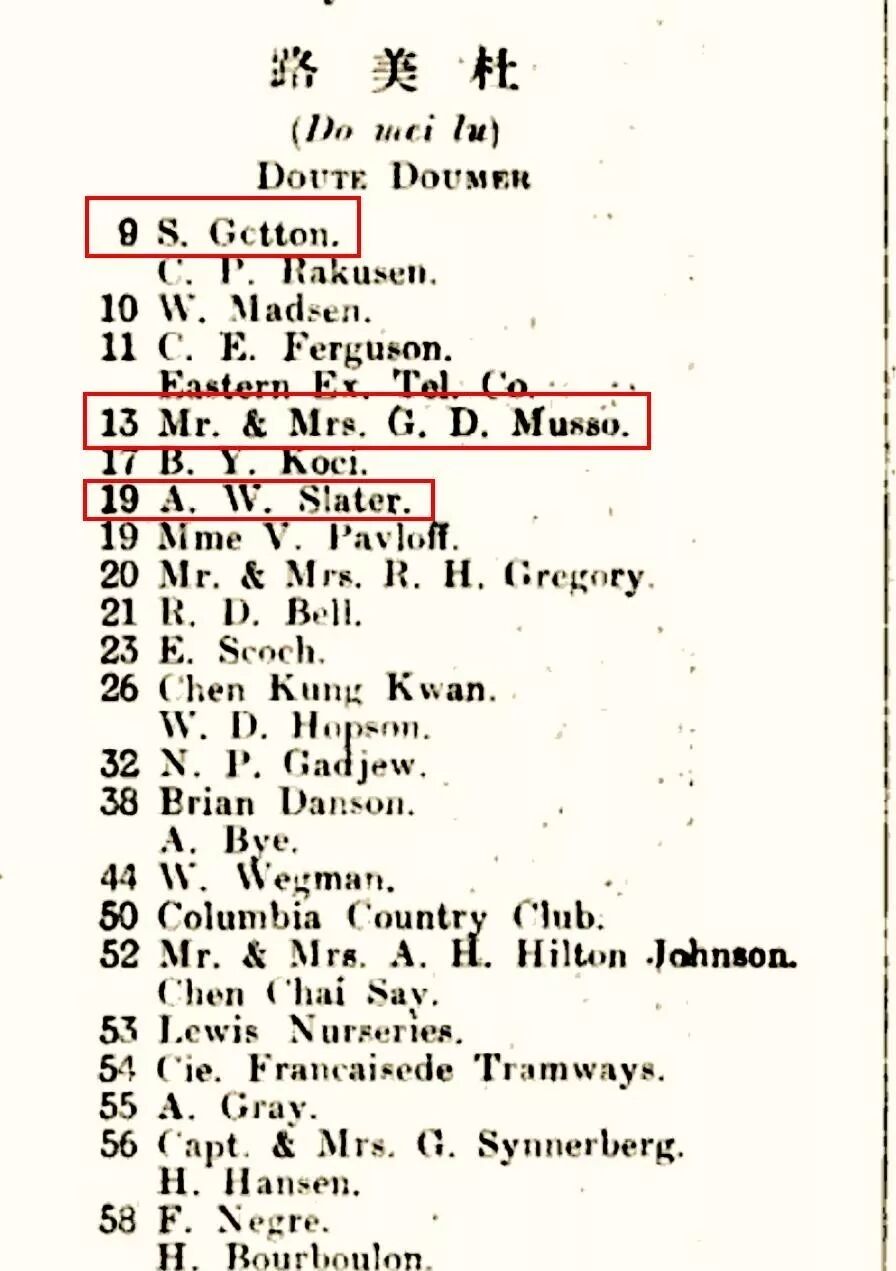 路美杜
(Do mei lu)
DOUTE DOUMER
9 S. Getton.
C. P. Rakusen.
10 W. Madsen.
11 C. E. Ferguson.
Eastern Ex. Tel. Co.
13 Mr. & Mrs. G. D. Musso.
17 B. Y. Koci.
19 A. W. Slater.
19 Mme V. Pavloff.
20 Mr. & Mrs. R. H. Gregory.
21 R. D. Bell.
23 E. Scoch.
26 Chen Kung Kwan.
W. D. Hopson.
32 N. P. Gadjew.
38 Brian Danson.
A. Bye.
44 W. Wegman.
50 Columbia Country Club.
52 Mr. & Mrs. A. H. Hilton Johnson.
Chen Chai Say.
53 Lewis Nurseries.
54 Cie. Francaisede Tramways.
55 A. Gray.
56 Capt. & Mrs. G. Synnerberg.
H. Hansen.
58 F. Negre.
H. Bourboulon.